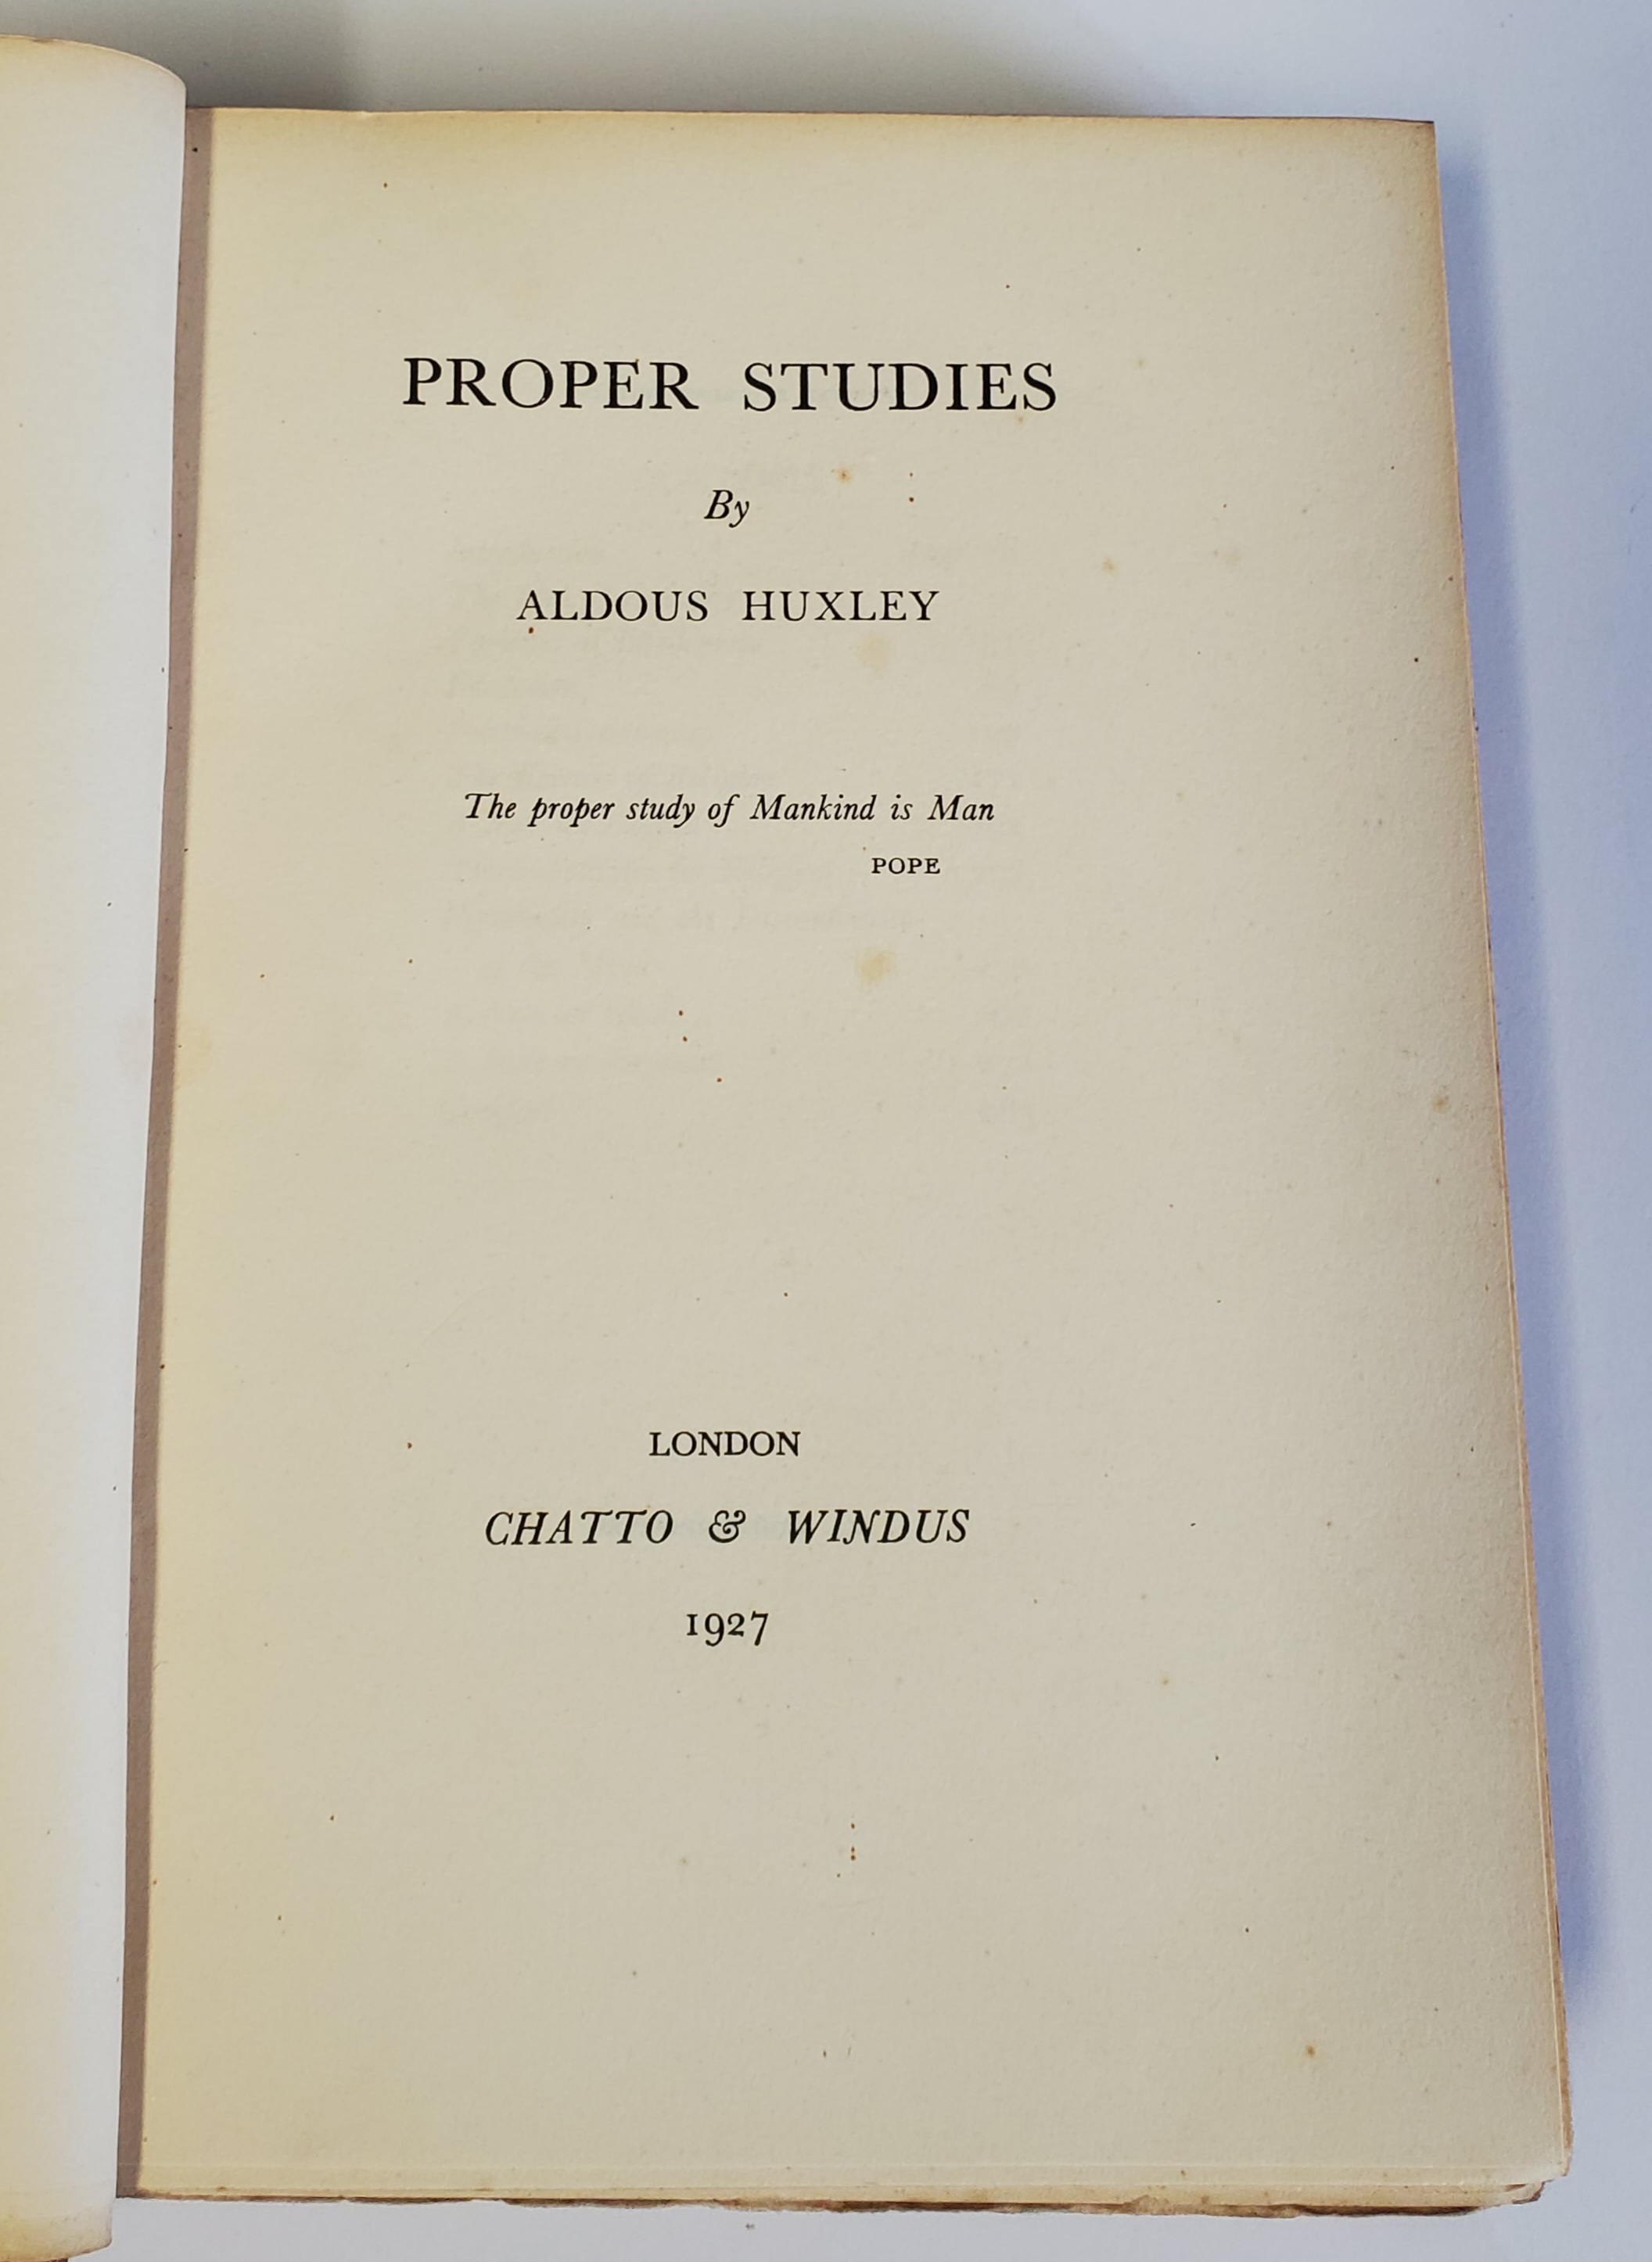 PROPER STUDIES
By
ALDOUS HUXLEY
The proper study of Mankind is Man
POPE
LONDON
CHATTO & WINDUS
1927